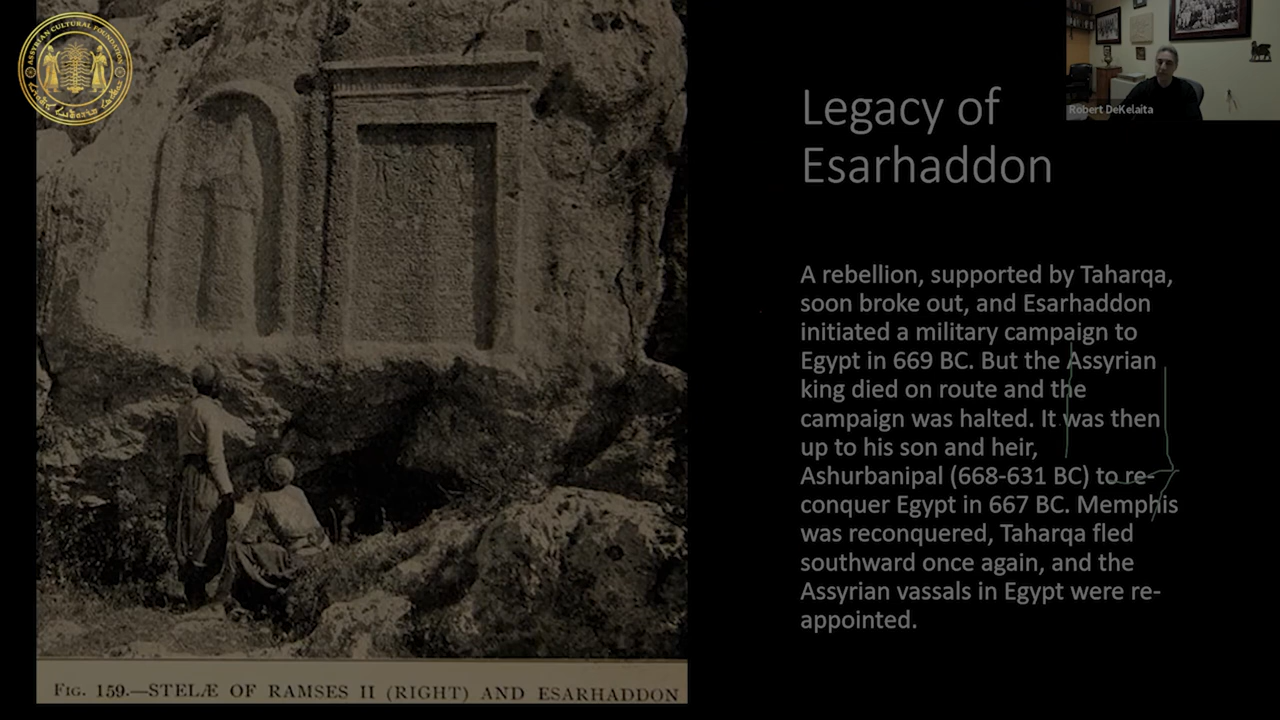 ASSYRIAN CULTURAL FOUNDATION
Robert DeKelaita
Legacy of
Esarhaddon
A rebellion, supported by Taharqa,
soon broke out, and Esarhaddon
initiated a military campaign to
Egypt in 669 BC. But the Assyrian
king died on route and the
campaign was halted. It was then
up to his son and heir,
Ashurbanipal (668-631 BC) to re-
conquer Egypt in 667 BC. Memphis
was reconquered, Taharqa fled
southward once again, and the
Assyrian vassals in Egypt were re-
appointed.
FIG. 159.—STELÆ OF RAMSES II (RIGHT) AND ESARHADDON